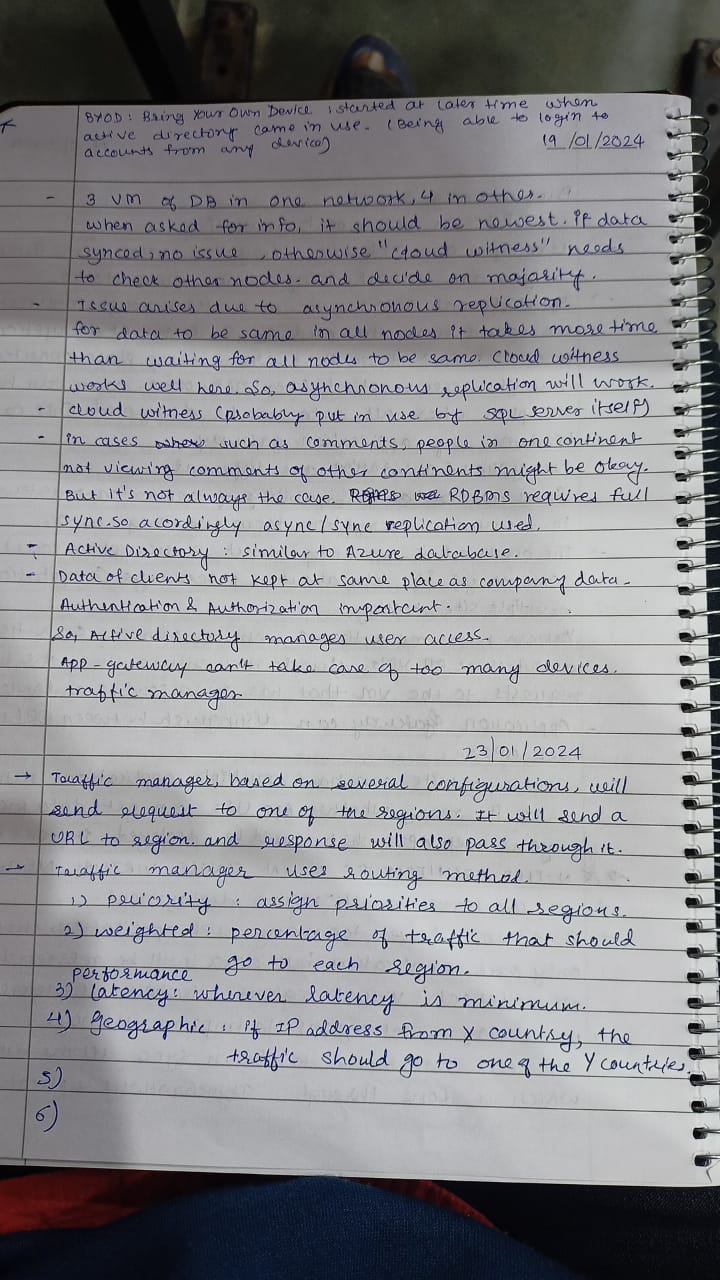 BYOD: Bring Your Own Device : started at later time when
active directory came in use. (Being able to login to
accounts from any device)
19/01/2024
- 3 VM of DB in one network, 4 in other.
when asked for info, it should be newest. if data
synced, no issue, otherwise "cloud witness" needs
to check other nodes. and decide on majority.
- Issue arises due to asynchronous replication.
for data to be same in all nodes it takes more time
than waiting for all nodes to be same. Cloud witness
works well here. So, asynchronous replication will work.
- cloud witness (probabaly put in use by SQL server itself)
- in cases where such as comments, people in one continent
not viewing comments of other continents might be okay.
But it's not always the case. RDBMS requires full
sync. so acordingly async/sync replication used.
- Active Directory : similar to Azure database.
- Data of clients not kept at same place as company data.
Authentication & Authorization important.
So, Active directory manages user access.
App-gateway can't take care of too many devices.
traffic manager
23/01/2024
→ Traffic manager, based on several configurations, will
send request to one of the regions. It will send a
URL to region. and response will also pass through it.
→ Traffic manager uses routing method.
1) priority : assign priorities to all regions.
2) weighted : percentage of traffic that should
go to each region.
performance
3) latency: wherever latency is minimum.
4) Geographic : if IP address from X country, the
traffic should go to one of the Y countries.
5)
6)